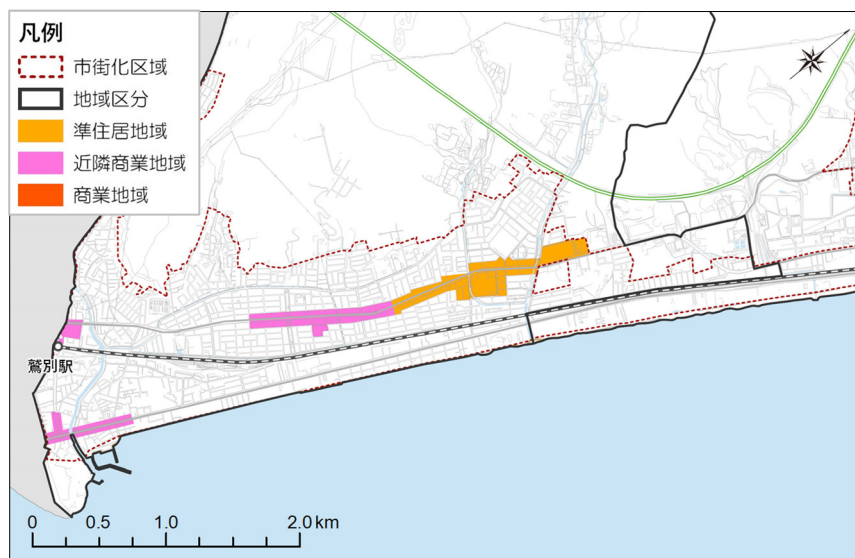 凡例
市街化区域
地域区分
準住居地域
近隣商業地域
商業地域
鷲別駅
0 0.5 1.0 2.0 km